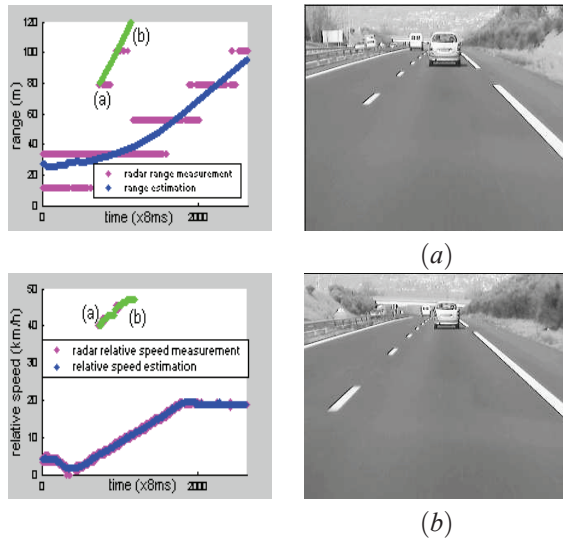 120
100
80
60
40
20
0
range (m)
(b)
(a)
radar range measurement
range estimation
0
2000
time (x8ms)
(a)
50
40
30
20
10
0
relative speed (km/h)
(a)
(b)
radar relative speed measurement
relative speed estimation
0
2000
time (x8ms)
(b)